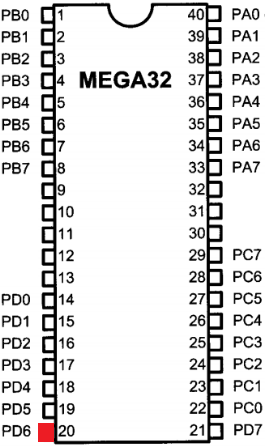 PB0 1 40 PA0
PB1 2 39 PA1
PB2 3 38 PA2
PB3 4 MEGA32 37 PA3
PB4 5 36 PA4
PB5 6 35 PA5
PB6 7 34 PA6
PB7 8 33 PA7
9 32
10 31
11 30
12 29 PC7
13 28 PC6
PD0 14 27 PC5
PD1 15 26 PC4
PD2 16 25 PC3
PD3 17 24 PC2
PD4 18 23 PC1
PD5 19 22 PC0
PD6 20 21 PD7